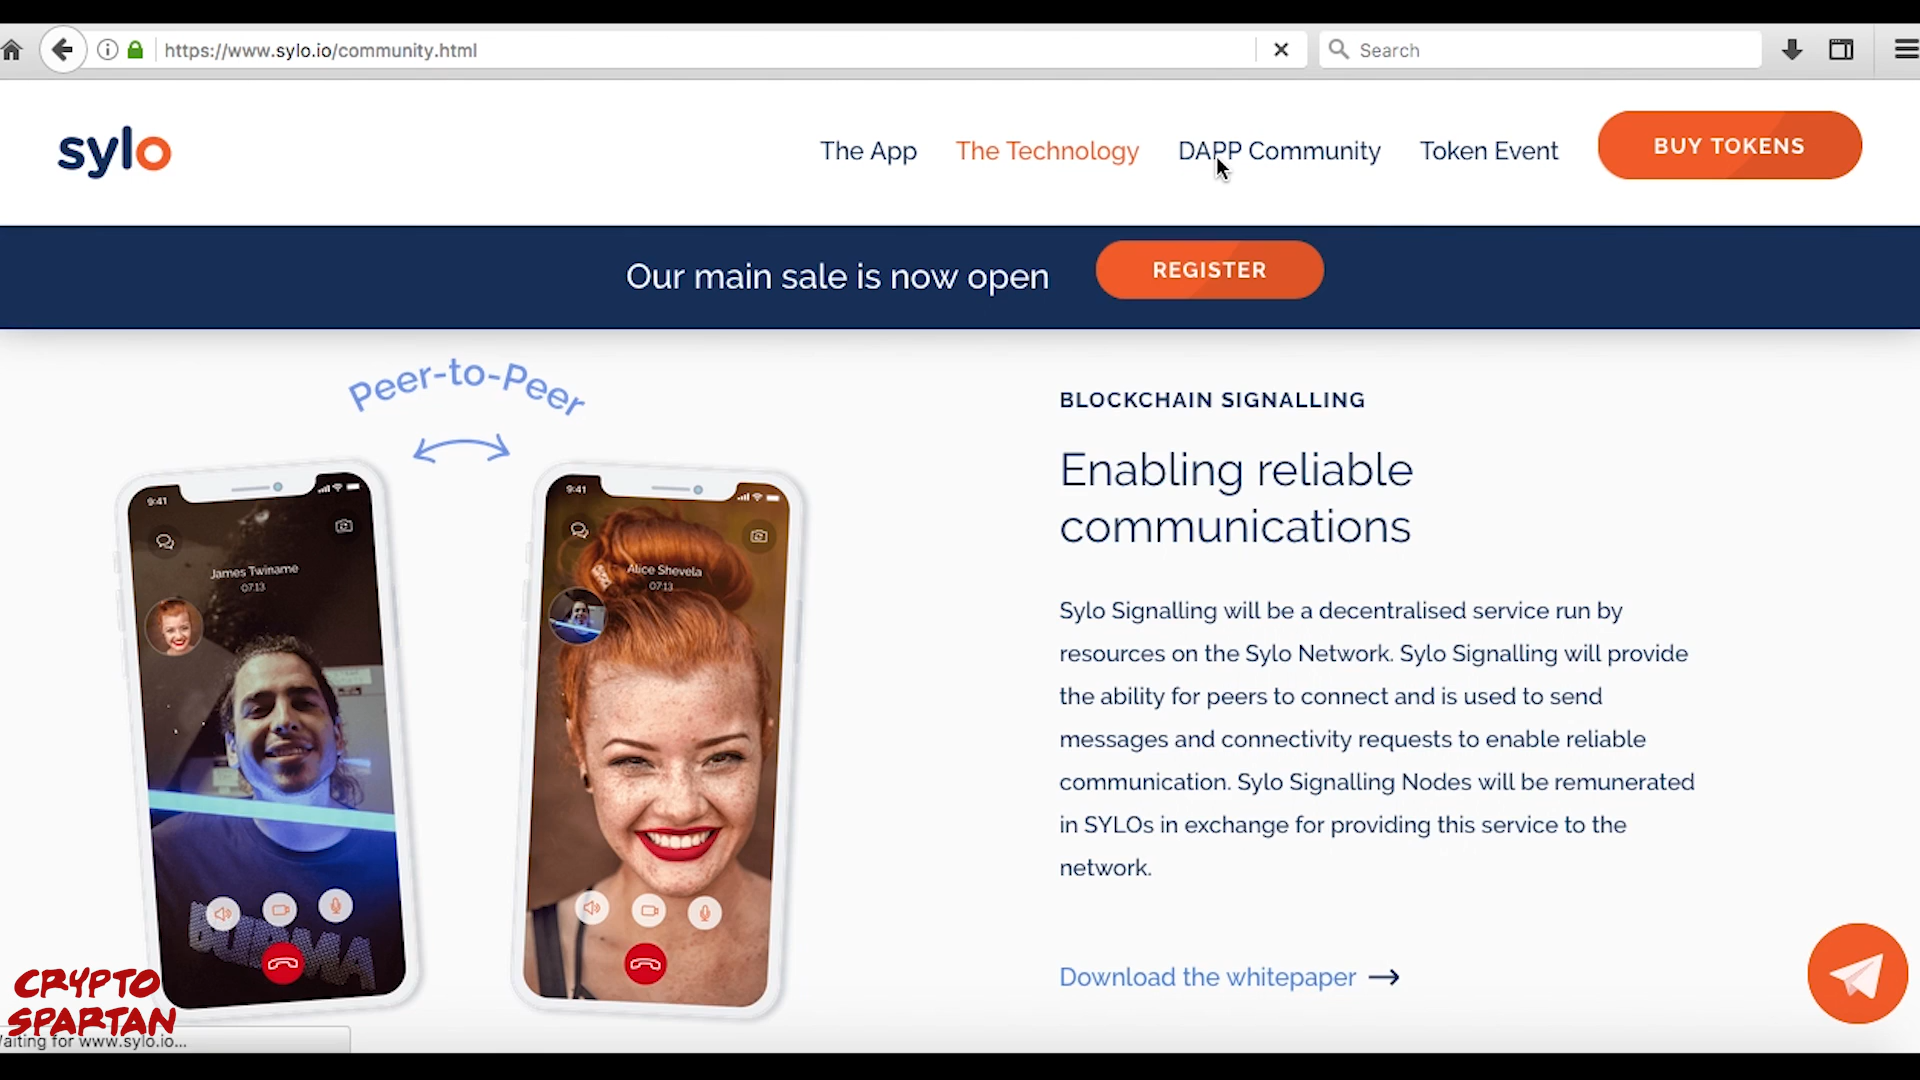 https://www.sylo.io/community.html
Search
sylo
The App
The Technology
DAPP Community
Token Event
BUY TOKENS
Our main sale is now open
REGISTER
Peer-to-Peer
9:41
James Twiname
07:13
9:41
Alice Shevela
07:13
BLOCKCHAIN SIGNALLING
Enabling reliable
communications
Sylo Signalling will be a decentralised service run by
resources on the Sylo Network. Sylo Signalling will provide
the ability for peers to connect and is used to send
messages and connectivity requests to enable reliable
communication. Sylo Signalling Nodes will be remunerated
in SYLOs in exchange for providing this service to the
network.
Download the whitepaper
CRYPTO
SPARTAN
aiting for www.sylo.io...